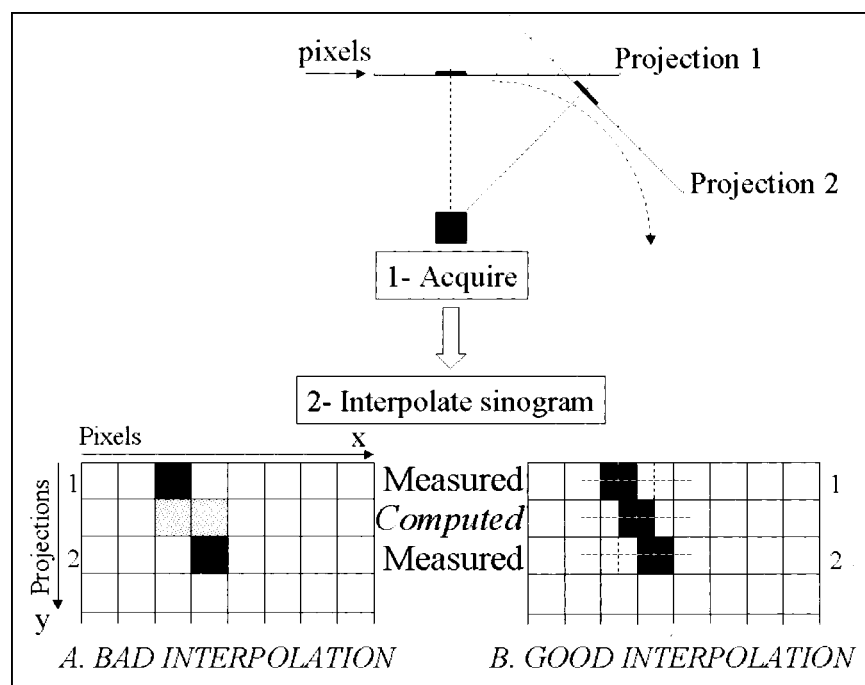 pixels
Projection 1
Projection 2
1- Acquire
2- Interpolate sinogram
Pixels
x
Projections
y
1
2
Measured
Computed
Measured
1
2
A. BAD INTERPOLATION
B. GOOD INTERPOLATION